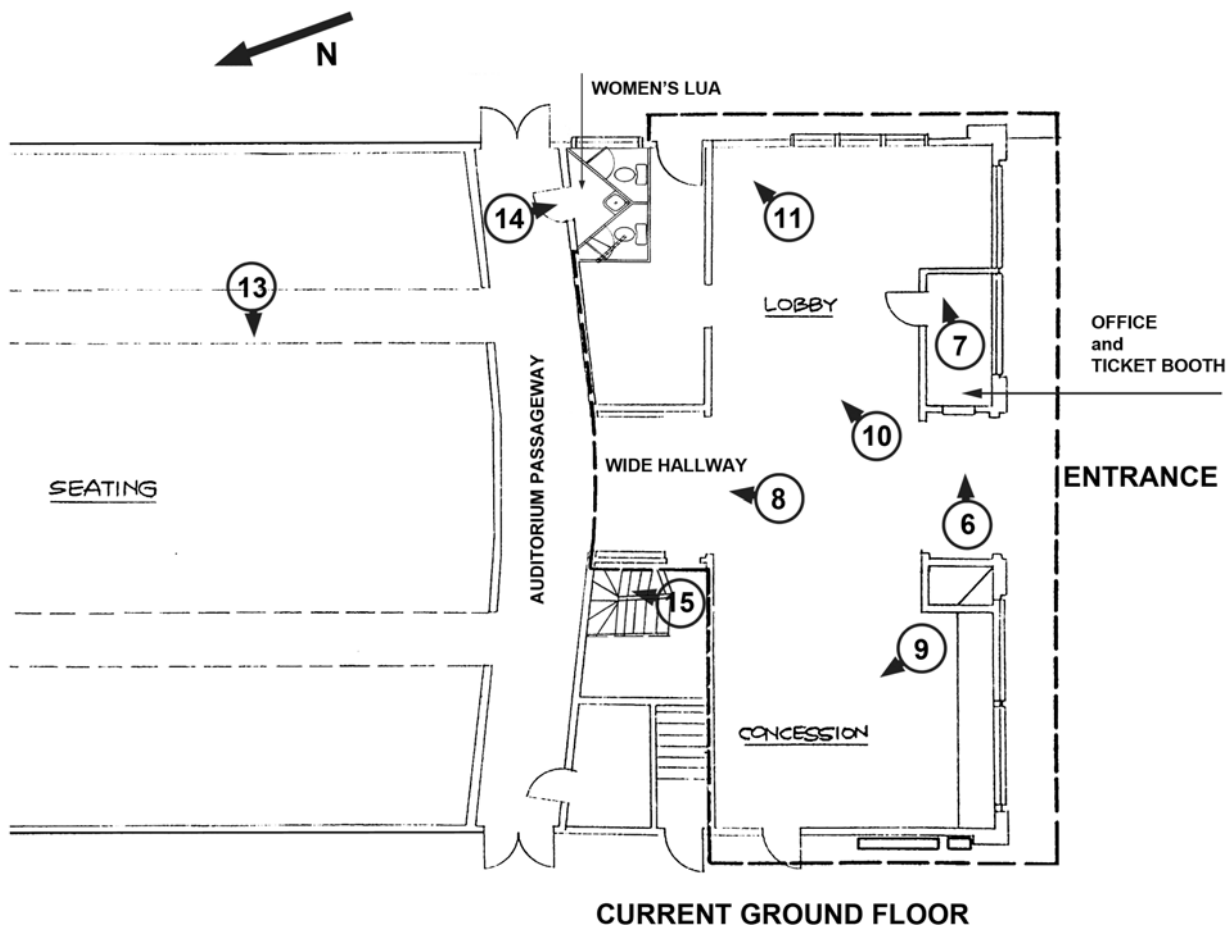 N
WOMEN'S LUA
14
11
13
LOBBY
7
OFFICE
and
TICKET BOOTH
10
AUDITORIUM PASSAGEWAY
WIDE HALLWAY
SEATING
8
ENTRANCE
6
15
9
CONCESSION
CURRENT GROUND FLOOR